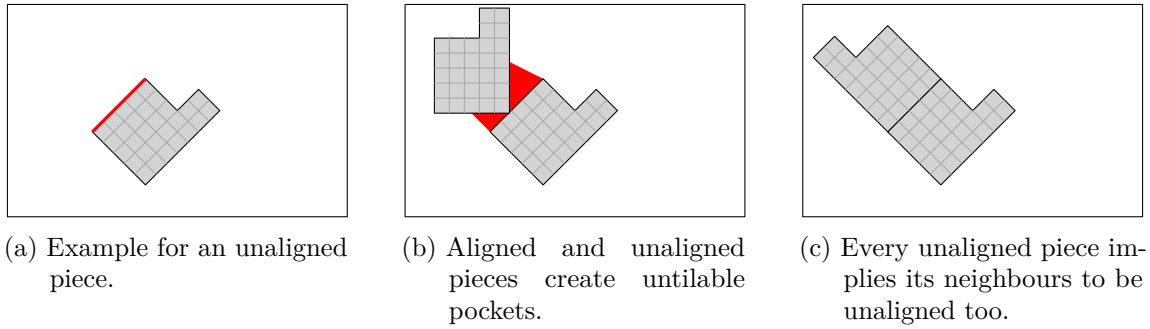 (a) Example for an unaligned
piece.
(b) Aligned and unaligned
pieces create untilable
pockets.
(c) Every unaligned piece im-
plies its neighbours to be
unaligned too.